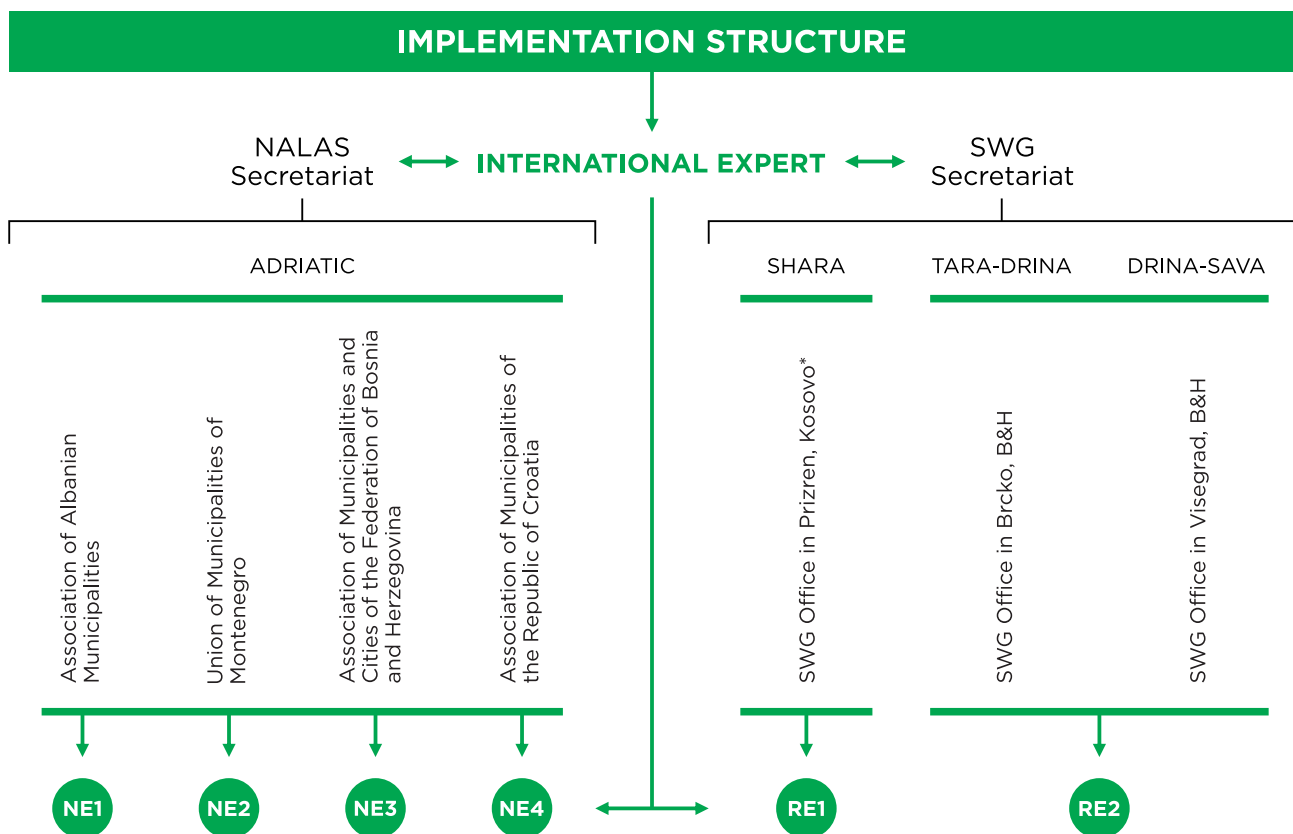 IMPLEMENTATION STRUCTURE
NALAS
Secretariat
INTERNATIONAL EXPERT
SWG
Secretariat
ADRIATIC
SHARA
TARA-DRINA
DRINA-SAVA
Association of Albanian
Municipalities
Union of Municipalities of
Montenegro
Association of Municipalities and
Cities of the Federation of Bosnia
and Herzegovina
Association of Municipalities of
the Republic of Croatia
SWG Office in Prizren, Kosovo*
SWG Office in Brcko, B&H
SWG Office in Visegrad, B&H
NE1
NE2
NE3
NE4
RE1
RE2